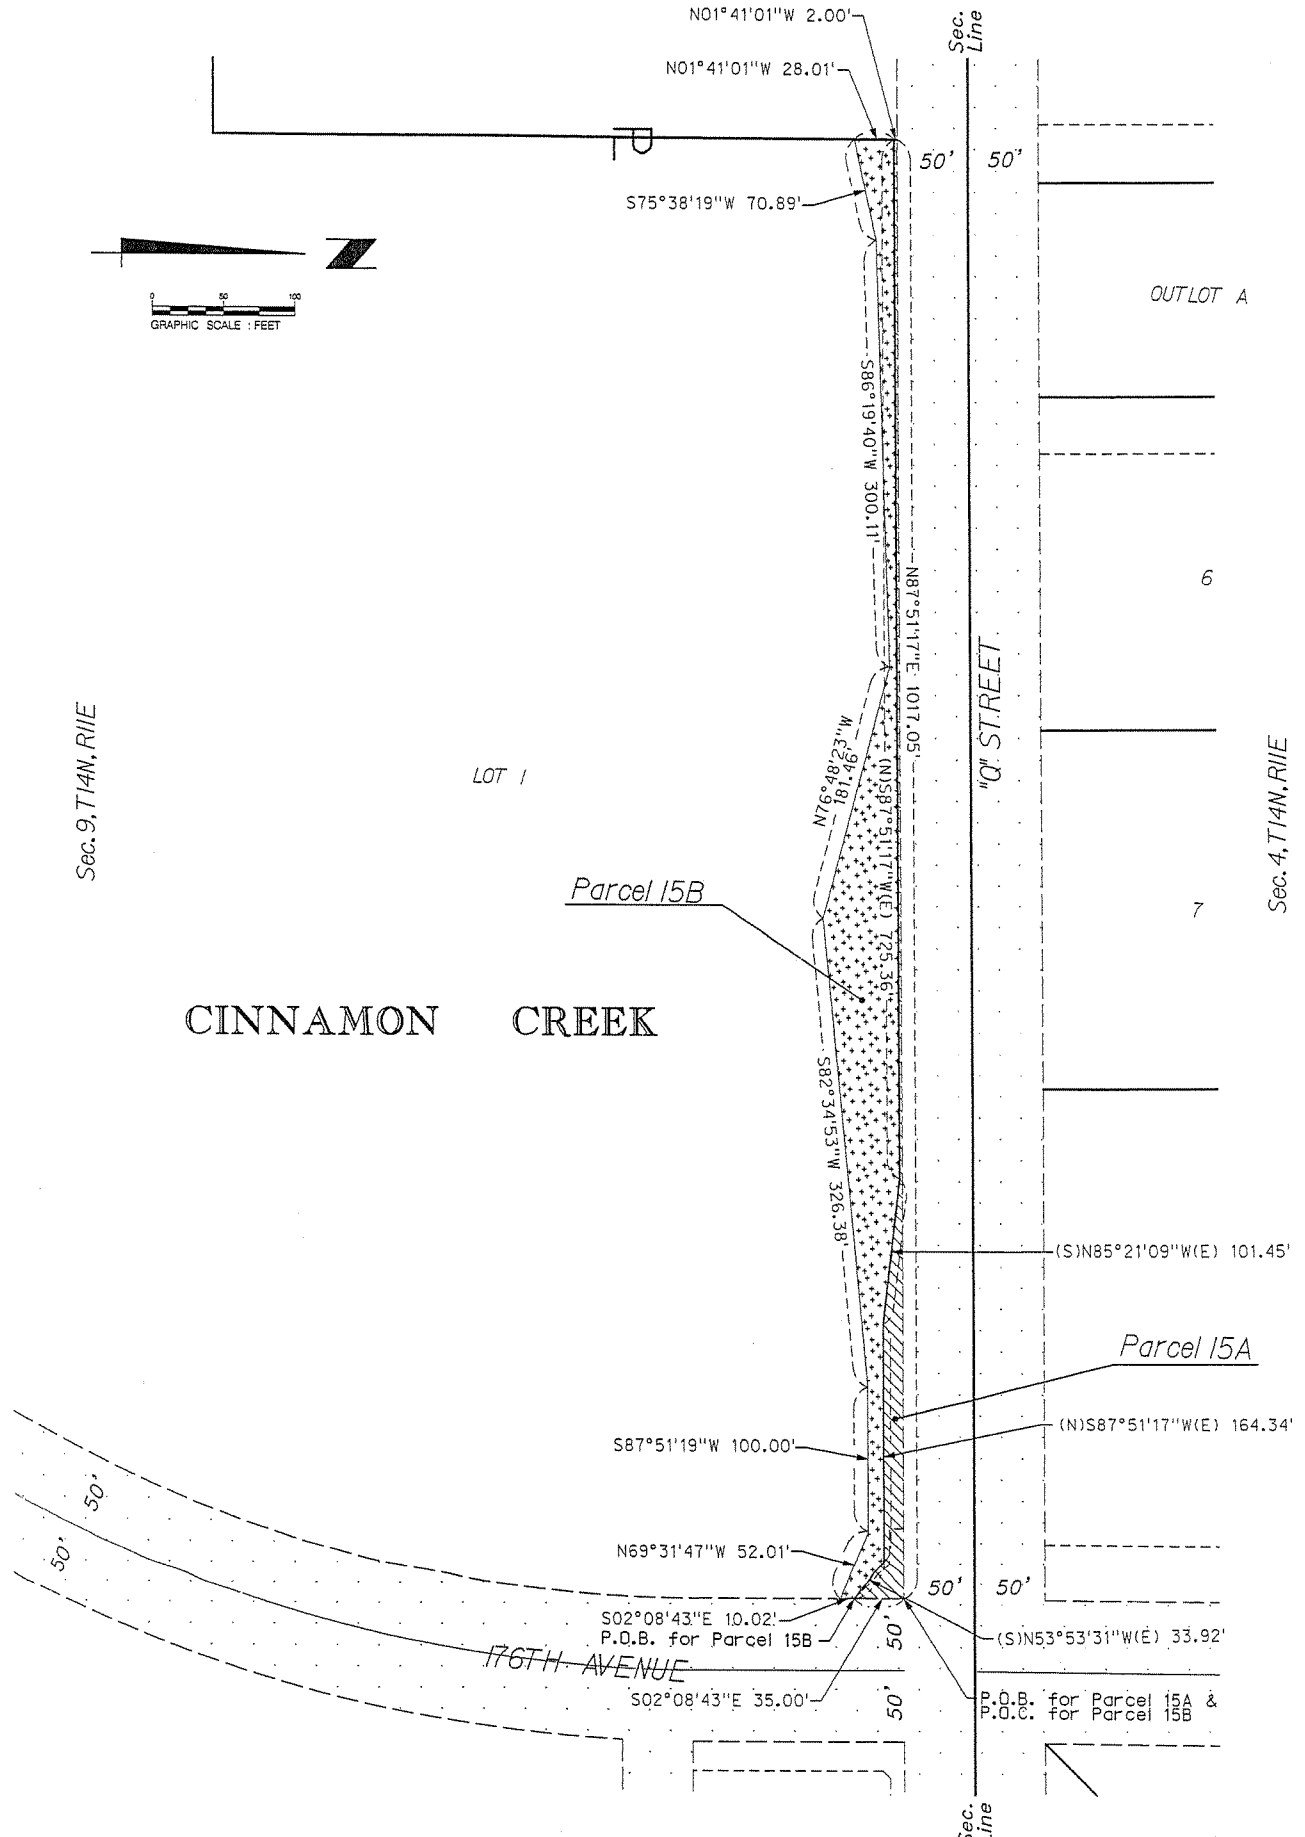 N01°41'01"W 2.00'
Sec.
Line
N01°41'01"W 28.01'
50' 50'
S75°38'19"W 70.89'
N
0 50 100
GRAPHIC SCALE : FEET
OUTLOT A
S86°19'40"W 300.11'
N87°51'17"E 1017.05'
6
"Q" STREET
Sec. 9, T14N, R11E
LOT 1
N76°48'23"W
181.46'
(N)S87°51'17"W(E) 725.36'
Sec. 4, T14N, R11E
7
Parcel 15B
CINNAMON CREEK
S82°34'53"W 326.38'
(S)N85°21'09"W(E) 101.45'
Parcel 15A
(N)S87°51'17"W(E) 164.34'
S87°51'19"W 100.00'
50'
50'
N69°31'47"W 52.01'
50' 50'
S02°08'43"E 10.02'
P.O.B. for Parcel 15B
50'
(S)N53°53'31"W(E) 33.92'
176TH AVENUE
S02°08'43"E 35.00'
50'
P.O.B. for Parcel 15A &
P.O.C. for Parcel 15B
Sec.
Line